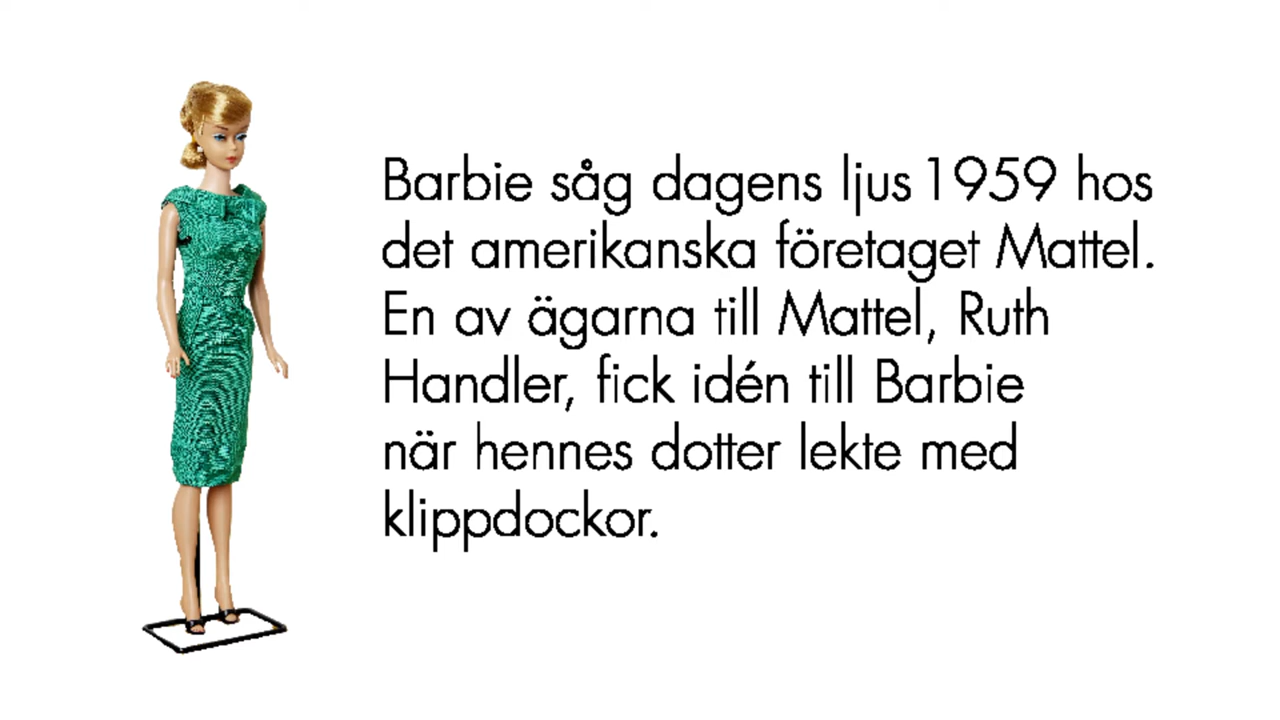 Barbie såg dagens ljus 1959 hos
det amerikanska företaget Mattel.
En av ägarna till Mattel, Ruth
Handler, fick idén till Barbie
när hennes dotter lekte med
klippdockor.